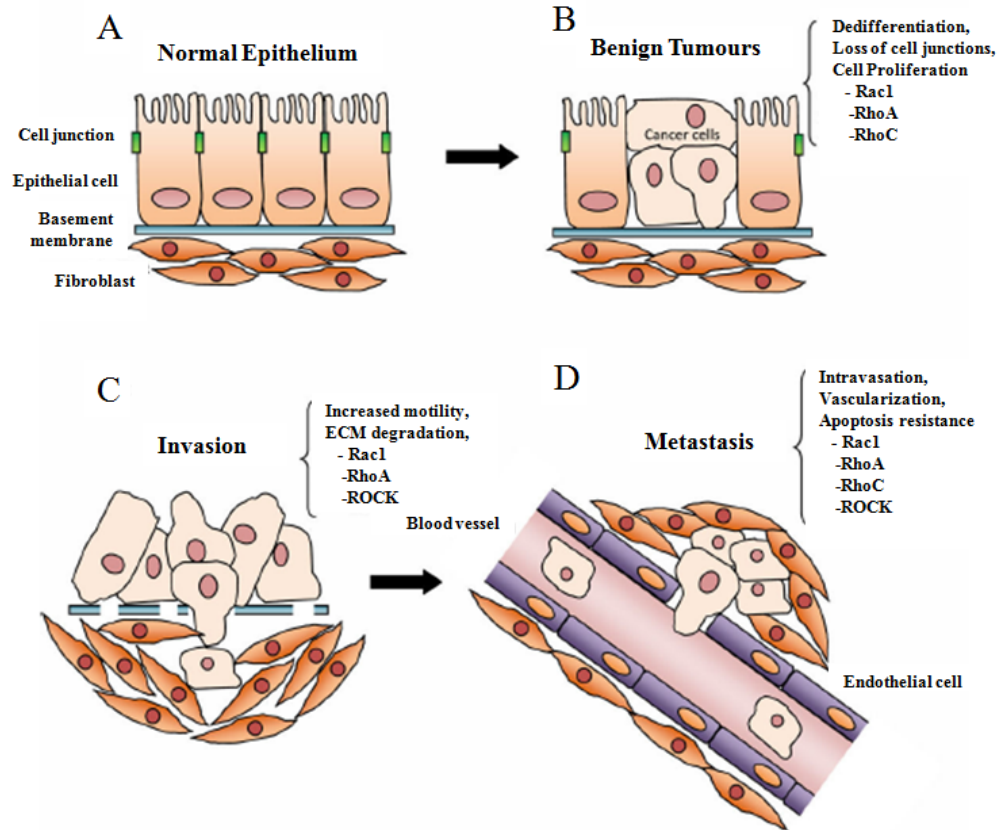 A
Normal Epithelium
Cell junction
Epithelial cell
Basement
membrane
Fibroblast
B
Benign Tumours
Cancer cells
Dedifferentiation,
Loss of cell junctions,
Cell Proliferation
- Rac1
-RhoA
-RhoC
C
Invasion
Increased motility,
ECM degradation,
- Rac1
-RhoA
-ROCK
Blood vessel
D
Metastasis
Intravasation,
Vascularization,
Apoptosis resistance
- Rac1
-RhoA
-RhoC
-ROCK
Endothelial cell